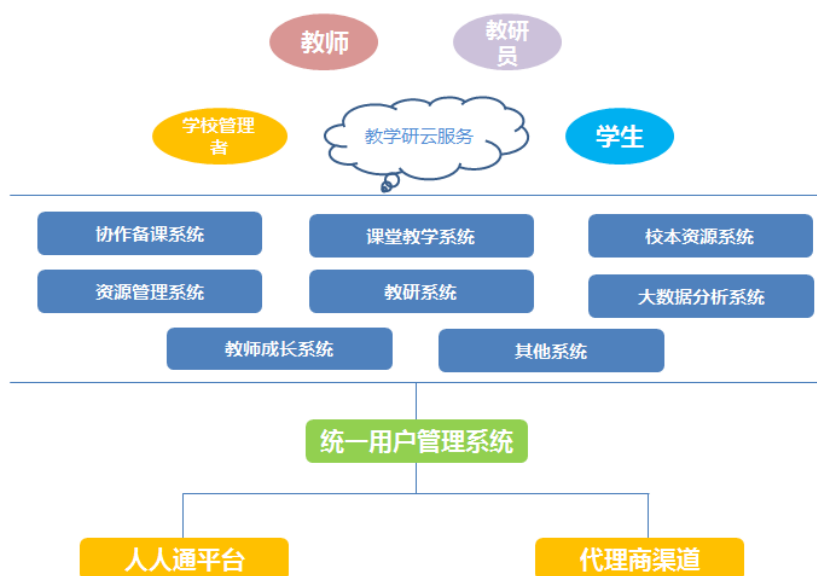 教师
教研
员
学校管理
者
教学研云服务
学生
协作备课系统
课堂教学系统
校本资源系统
资源管理系统
教研系统
大数据分析系统
教师成长系统
其他系统
统一用户管理系统
人人通平台
代理商渠道